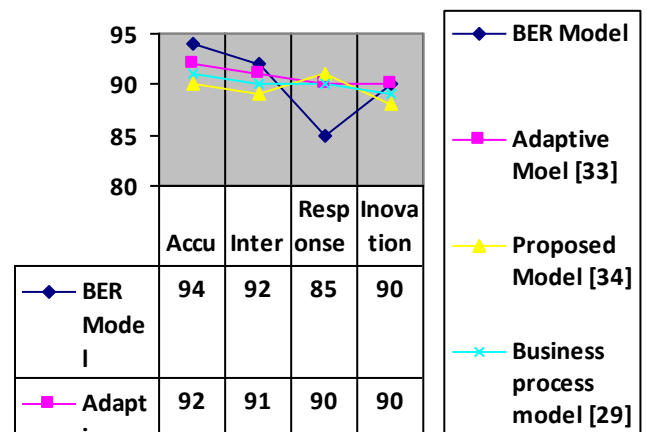 95
90
85
80
Accu Inter Resp onse Inova tion
BER Mode l 94 92 85 90
Adapt 92 91 90 90
BER Model
Adaptive
Moel [33]
Proposed
Model [34]
Business
process
model [29]